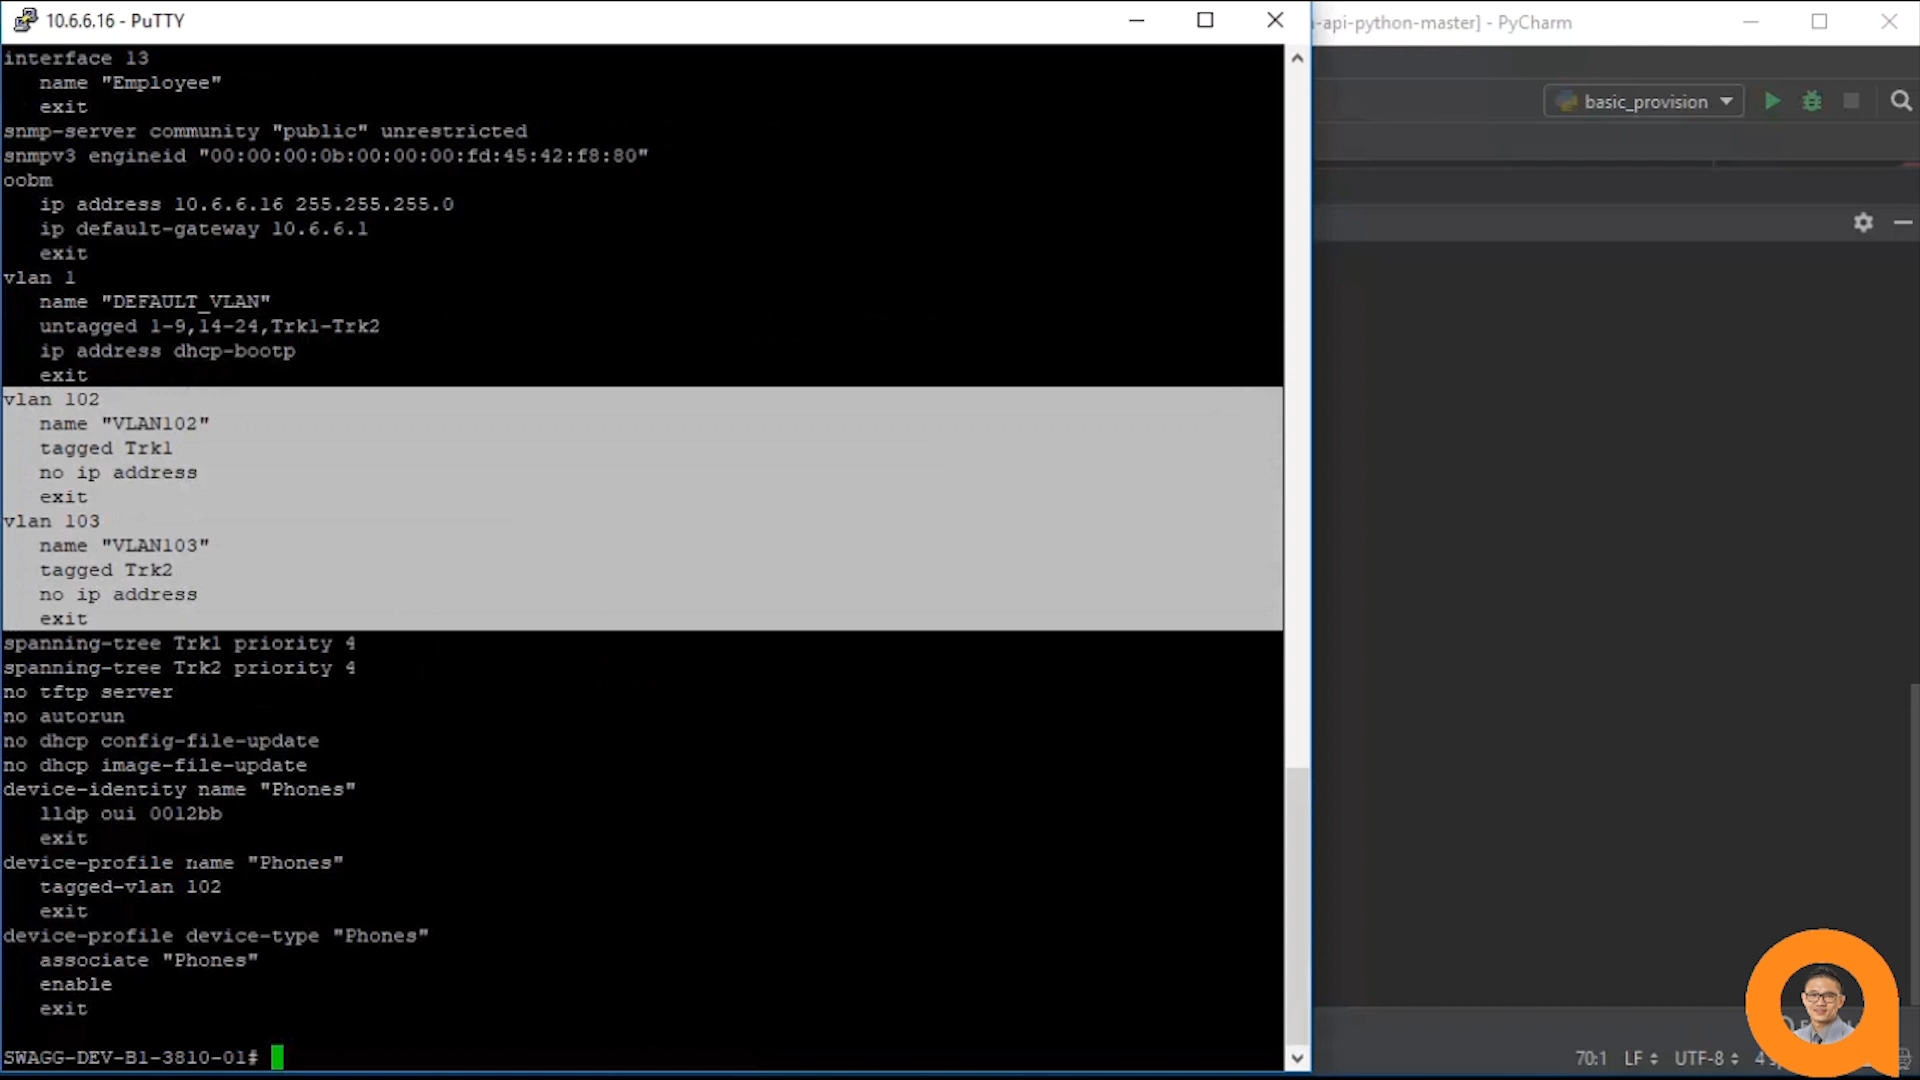 10.6.6.16 - PuTTY
-api-python-master] - PyCharm
basic_provision
interface 13
name "Employee"
exit
snmp-server community "public" unrestricted
snmpv3 engineid "00:00:00:0b:00:00:00:fd:45:42:f8:80"
oobm
ip address 10.6.6.16 255.255.255.0
ip default-gateway 10.6.6.1
exit
vlan 1
name "DEFAULT_VLAN"
untagged 1-9,14-24,Trk1-Trk2
ip address dhcp-bootp
exit
vlan 102
name "VLAN102"
tagged Trk1
no ip address
exit
vlan 103
name "VLAN103"
tagged Trk2
no ip address
exit
spanning-tree Trk1 priority 4
spanning-tree Trk2 priority 4
no tftp server
no autorun
no dhcp config-file-update
no dhcp image-file-update
device-identity name "Phones"
lldp oui 0012bb
exit
device-profile name "Phones"
tagged-vlan 102
exit
device-profile device-type "Phones"
associate "Phones"
enable
exit
SWAGG-DEV-B1-3810-01#
70:1 LF UTF-8 4